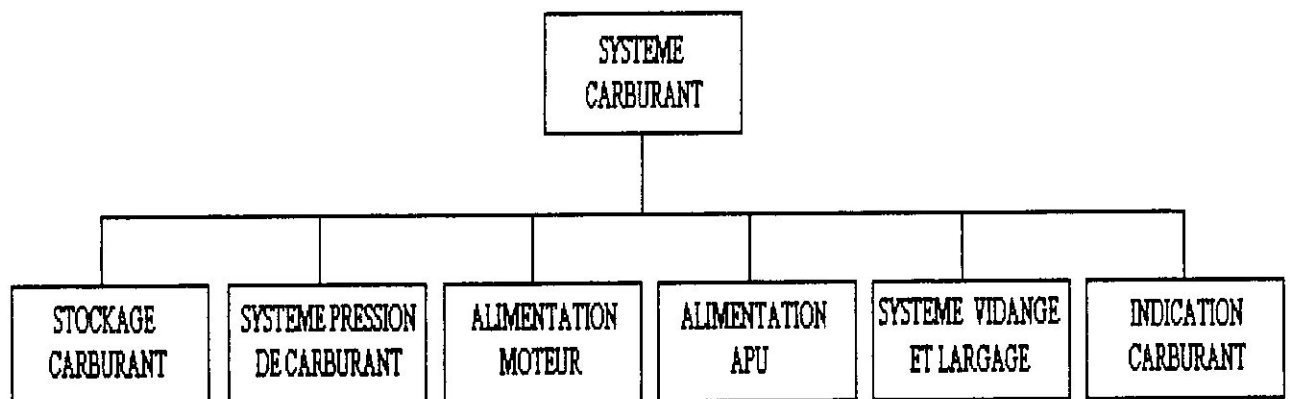 SYSTEME
CARBURANT
STOCKAGE
CARBURANT
SYSTEME PRESSION
DE CARBURANT
ALIMENTATION
MOTEUR
ALIMENTATION
APU
SYSTEME VIDANGE
ET LARGAGE
INDICATION
CARBURANT